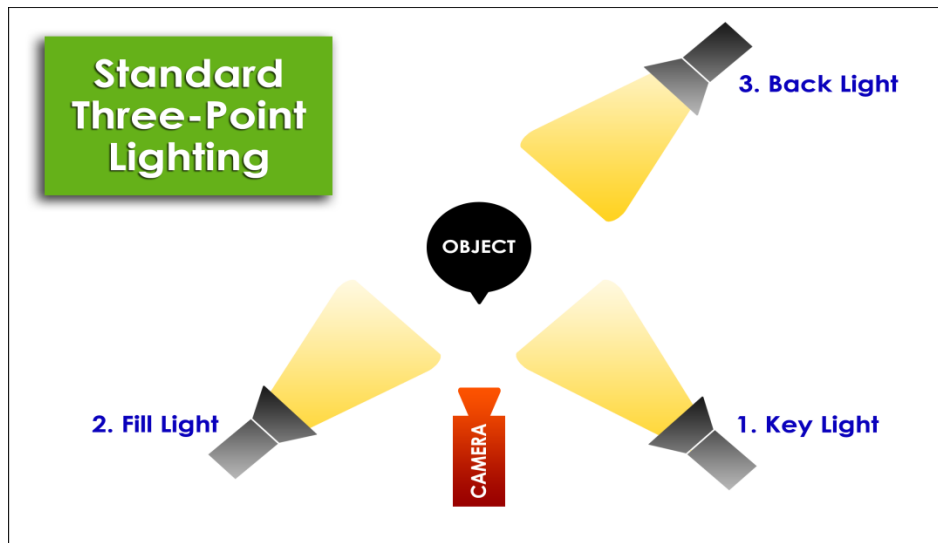 Standard
Three-Point
Lighting
3. Back Light
OBJECT
2. Fill Light
1. Key Light
CAMERA